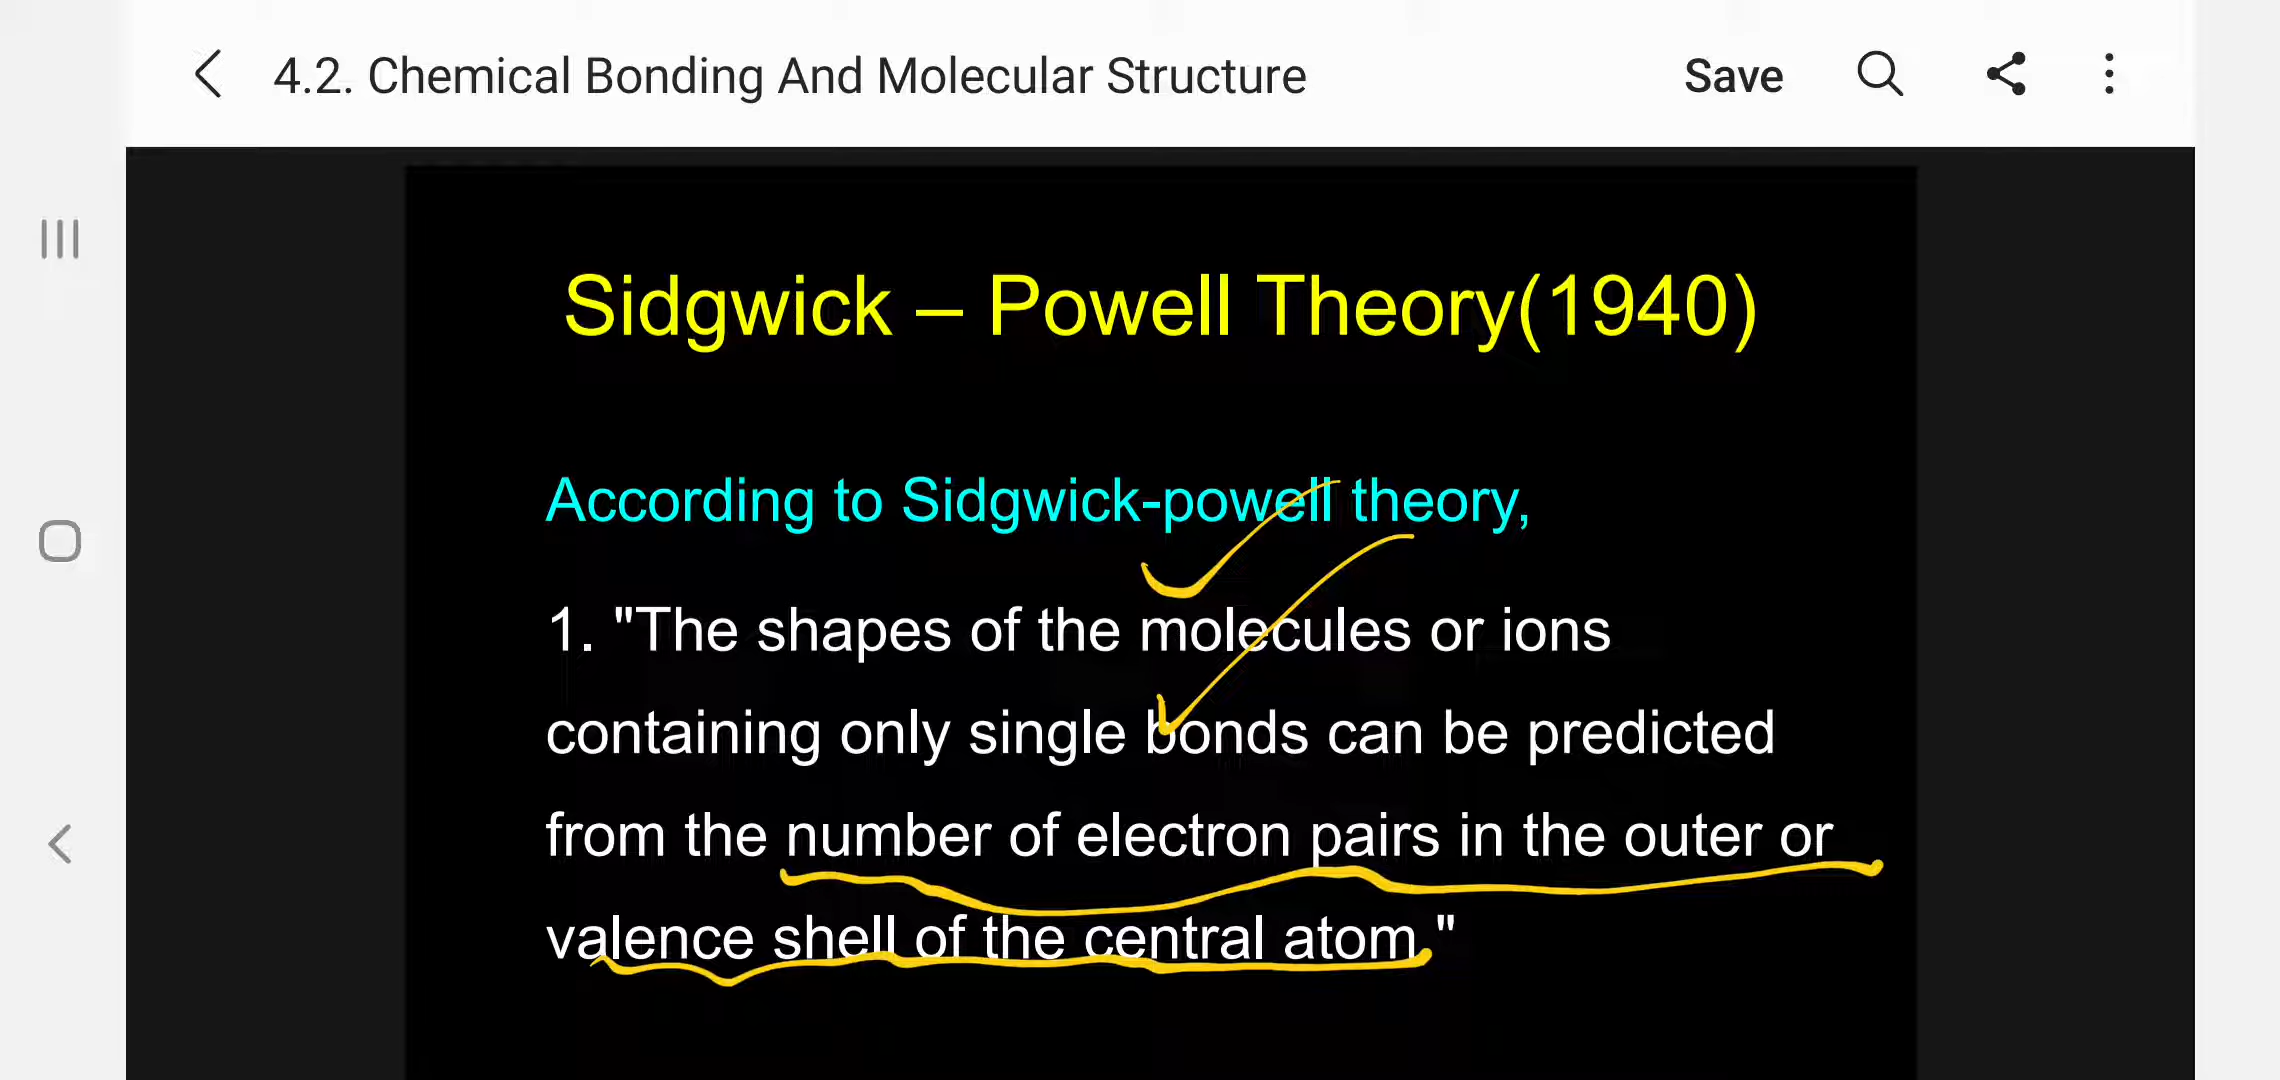 4.2. Chemical Bonding And Molecular Structure
Save
Sidgwick – Powell Theory(1940)
According to Sidgwick-powell theory,
1. "The shapes of the molecules or ions
containing only single bonds can be predicted
from the number of electron pairs in the outer or
valence shell of the central atom."